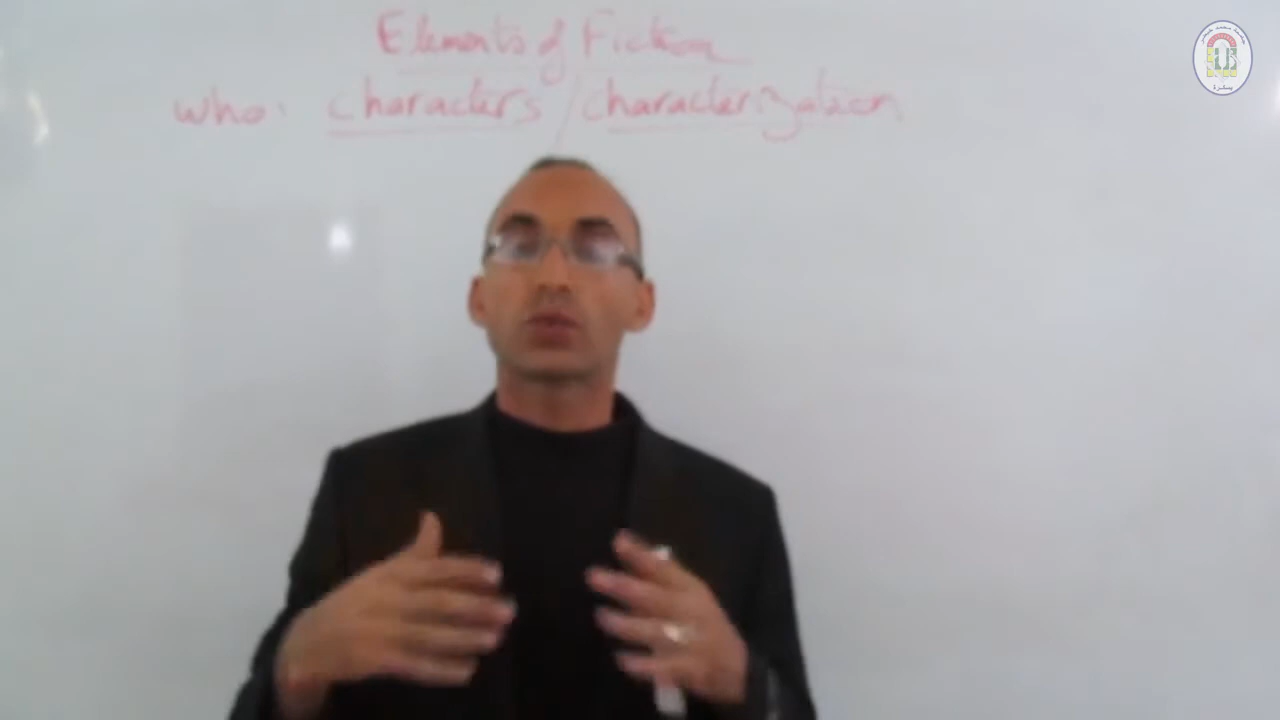 Elements of Fiction
who: characters / characterization